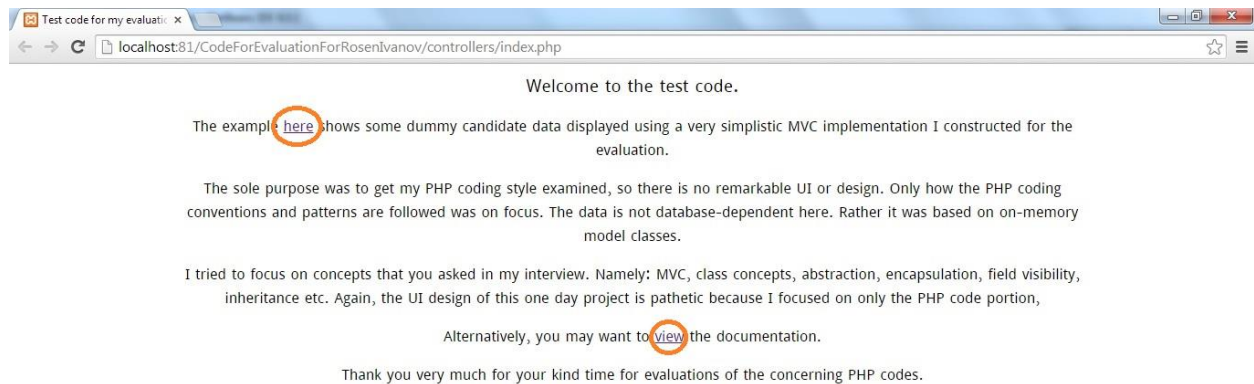 Test code for my evaluatio
localhost:81/CodeForEvaluationForRosenIvanov/controllers/index.php
Welcome to the test code.
The example here shows some dummy candidate data displayed using a very simplistic MVC implementation I constructed for the
evaluation.
The sole purpose was to get my PHP coding style examined, so there is no remarkable UI or design. Only how the PHP coding
conventions and patterns are followed was on focus. The data is not database-dependent here. Rather it was based on on-memory
model classes.
I tried to focus on concepts that you asked in my interview. Namely: MVC, class concepts, abstraction, encapsulation, field visibility,
inheritance etc. Again, the UI design of this one day project is pathetic because I focused on only the PHP code portion,
Alternatively, you may want to view the documentation.
Thank you very much for your kind time for evaluations of the concerning PHP codes.